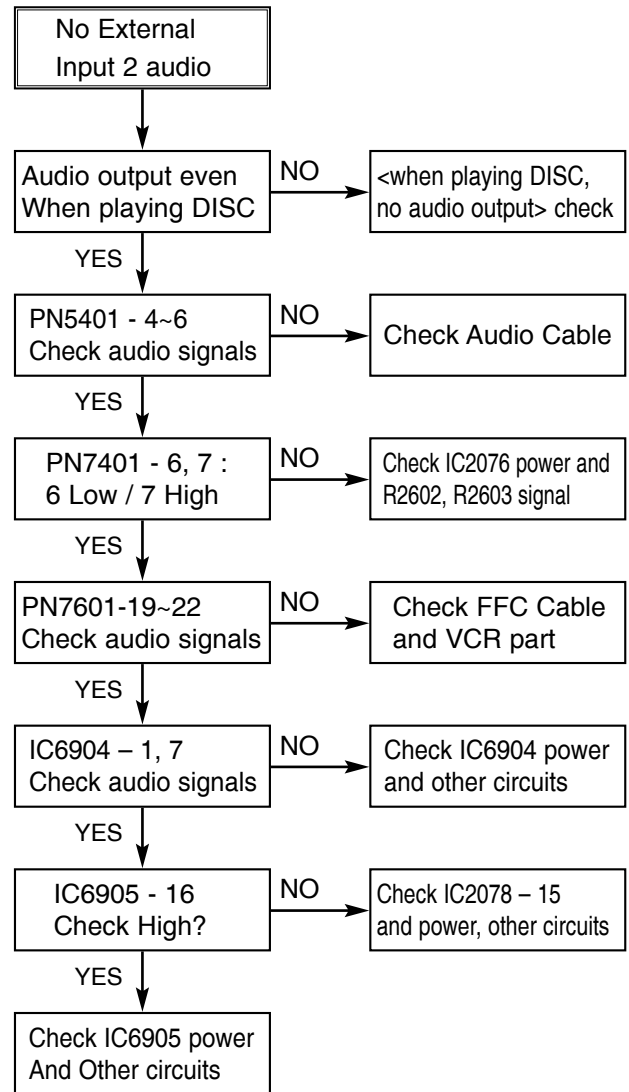 No External
Input 2 audio
Audio output even
When playing DISC
NO
<when playing DISC,
no audio output> check
YES
PN5401 - 4~6
Check audio signals
NO
Check Audio Cable
YES
PN7401 - 6, 7 :
6 Low / 7 High
NO
Check IC2076 power and
R2602, R2603 signal
YES
PN7601-19~22
Check audio signals
NO
Check FFC Cable
and VCR part
YES
IC6904 – 1, 7
Check audio signals
NO
Check IC6904 power
and other circuits
YES
IC6905 - 16
Check High?
NO
Check IC2078 – 15
and power, other circuits
YES
Check IC6905 power
And Other circuits